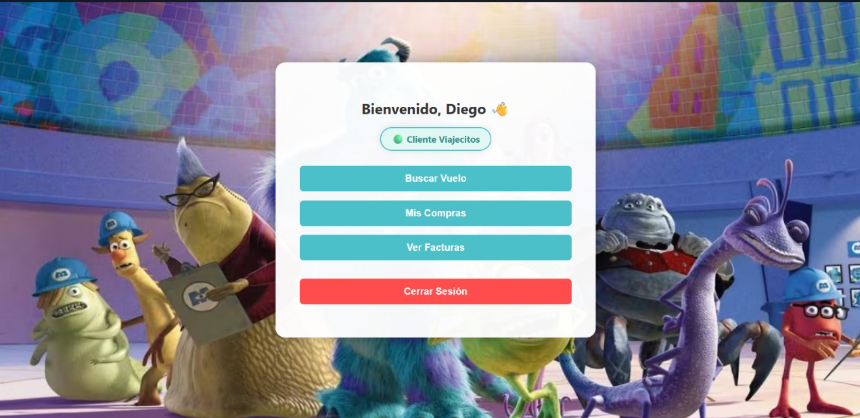 Bienvenido, Diego 👋
Cliente Viajecitos
Buscar Vuelo
Mis Compras
Ver Facturas
Cerrar Sesión